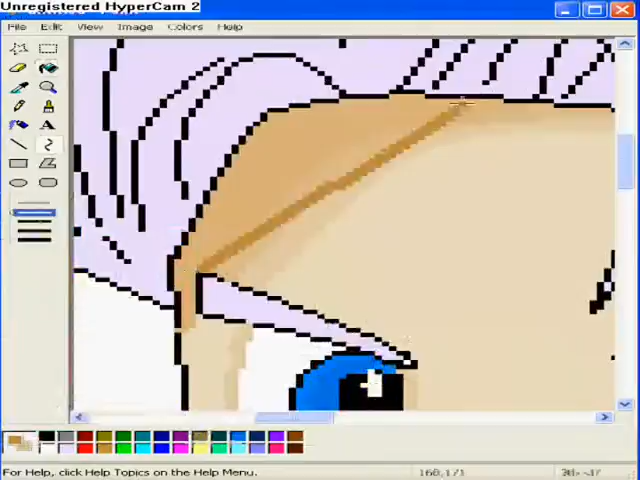 Unregistered HyperCam 2
File Edit View Image Colors Help
A
For Help, click Help Topics on the Help Menu.
168,171